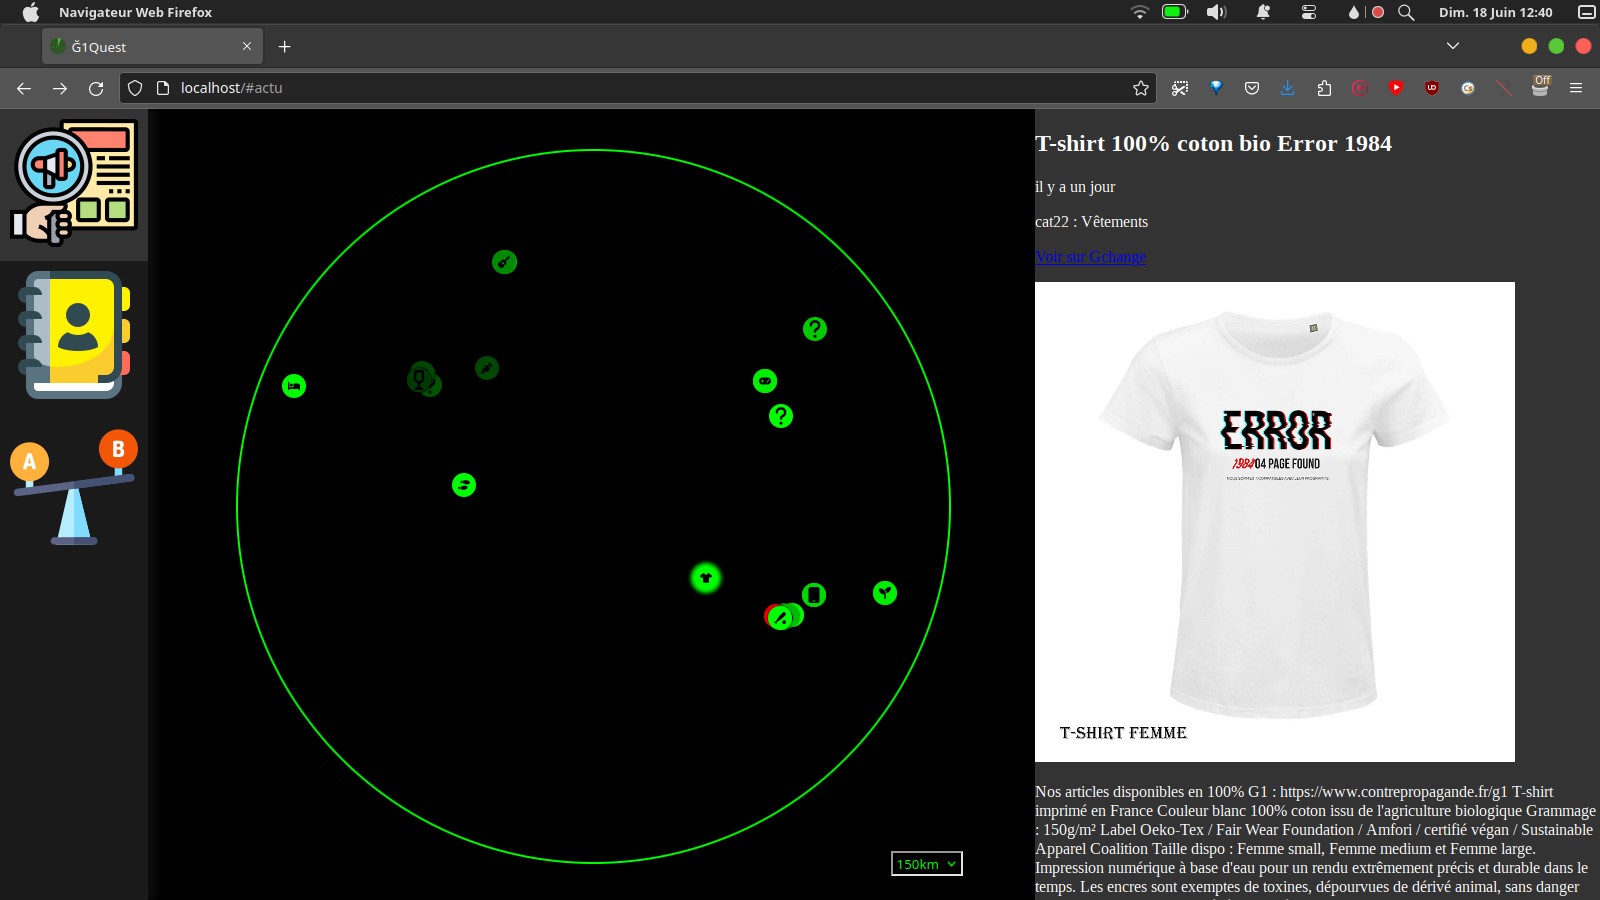 Navigateur Web Firefox
Dim. 18 Juin 12:40
Ğ1Quest
localhost/#actu
Off
A
B
150km
T-shirt 100% coton bio Error 1984
il y a un jour
cat22 : Vêtements
Voir sur Gchange
ERROR
198404 PAGE FOUND
T-SHIRT FEMME
Nos articles disponibles en 100% G1 : https://www.contrepropagande.fr/g1 T-shirt
imprimé en France Couleur blanc 100% coton issu de l'agriculture biologique Grammage
: 150g/m² Label Oeko-Tex / Fair Wear Foundation / Amfori / certifié végan / Sustainable
Apparel Coalition Taille dispo : Femme small, Femme medium et Femme large.
Impression numérique à base d'eau pour un rendu extrêmement précis et durable dans le
temps. Les encres sont exemptes de toxines, dépourvues de dérivé animal, sans danger